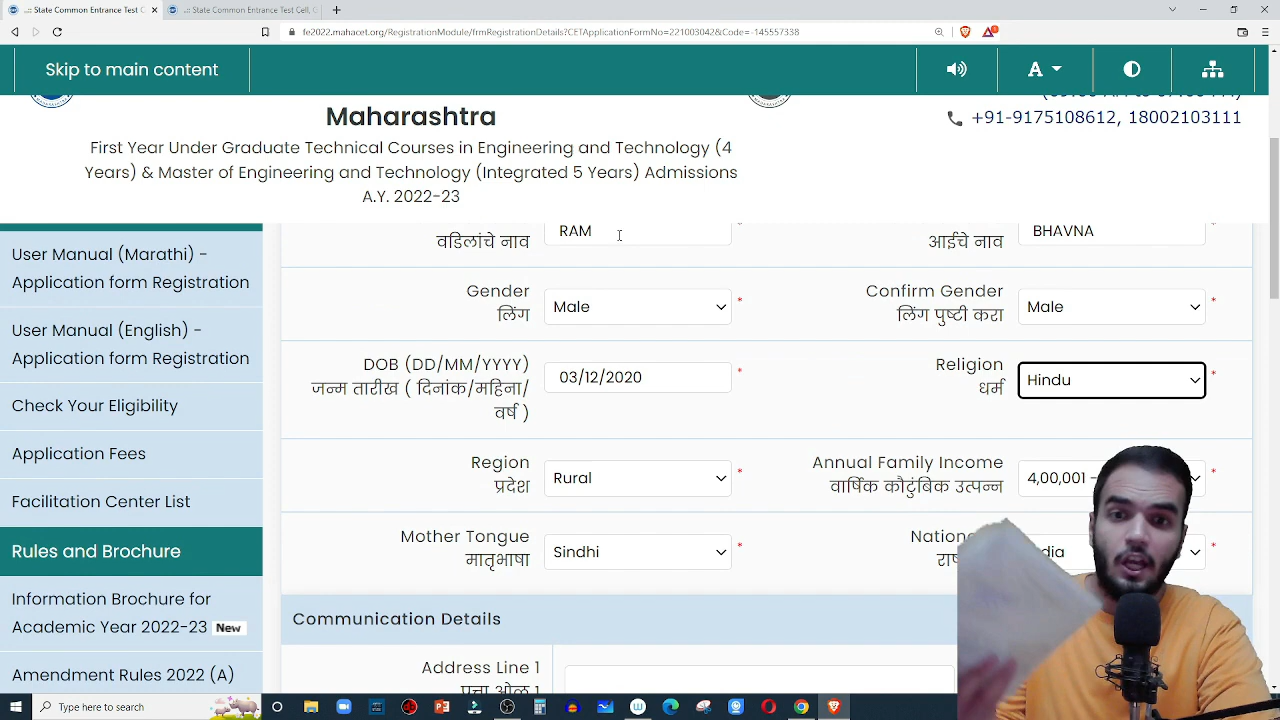 .:: State Common Entrance Test C
.:: State Common Entrance Test Cell, G
fe2022.mahacet.org/RegistrationModule/frmRegistrationDetails?CETApplicationFormNo=221003042&Code=-145557338
Skip to main content
A
Maharashtra
+91-9175108612, 18002103111
First Year Under Graduate Technical Courses in Engineering and Technology (4
Years) & Master of Engineering and Technology (Integrated 5 Years) Admissions
A.Y. 2022-23
वडिलांचे नाव RAM * आईचे नाव BHAVNA *
Gender
लिंग Male *
Confirm Gender
लिंग पुष्टी करा Male *
DOB (DD/MM/YYYY)
जन्म तारीख ( दिनांक/महिना/
वर्ष ) 03/12/2020 *
Religion
धर्म Hindu *
Region
प्रदेश Rural *
Annual Family Income
वार्षिक कौटुंबिक उत्पन्न 4,00,001 - *
Mother Tongue
मातृभाषा Sindhi *
Communication Details
Address Line 1
पत्ता ओळ 1
User Manual (Marathi) -
Application form Registration
User Manual (English) -
Application form Registration
Check Your Eligibility
Application Fees
Facilitation Center List
Rules and Brochure
Information Brochure for
Academic Year 2022-23 New
Amendment Rules 2022 (A)
Type here to search